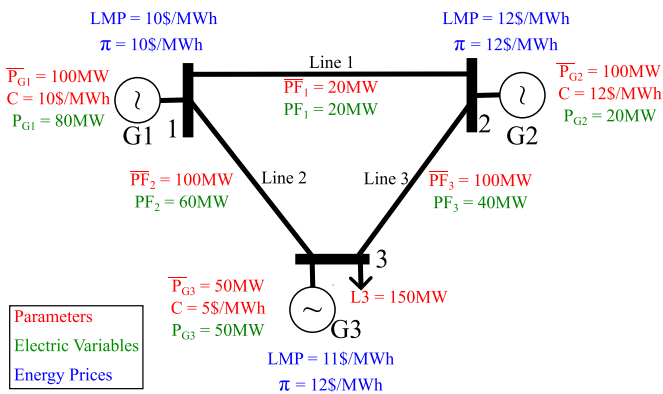 LMP = 10$/MWh
π = 10$/MWh
LMP = 12$/MWh
π = 12$/MWh
P̅G1 = 100MW
C = 10$/MWh
PG1 = 80MW
G1
1
Line 1
P̅F̅1 = 20MW
PF1 = 20MW
2
G2
P̅G2 = 100MW
C = 12$/MWh
PG2 = 20MW
P̅F̅2 = 100MW
PF2 = 60MW
Line 2
Line 3
P̅F̅3 = 100MW
PF3 = 40MW
3
P̅G3 = 50MW
C = 5$/MWh
PG3 = 50MW
G3
L3 = 150MW
LMP = 11$/MWh
π = 12$/MWh
Parameters
Electric Variables
Energy Prices